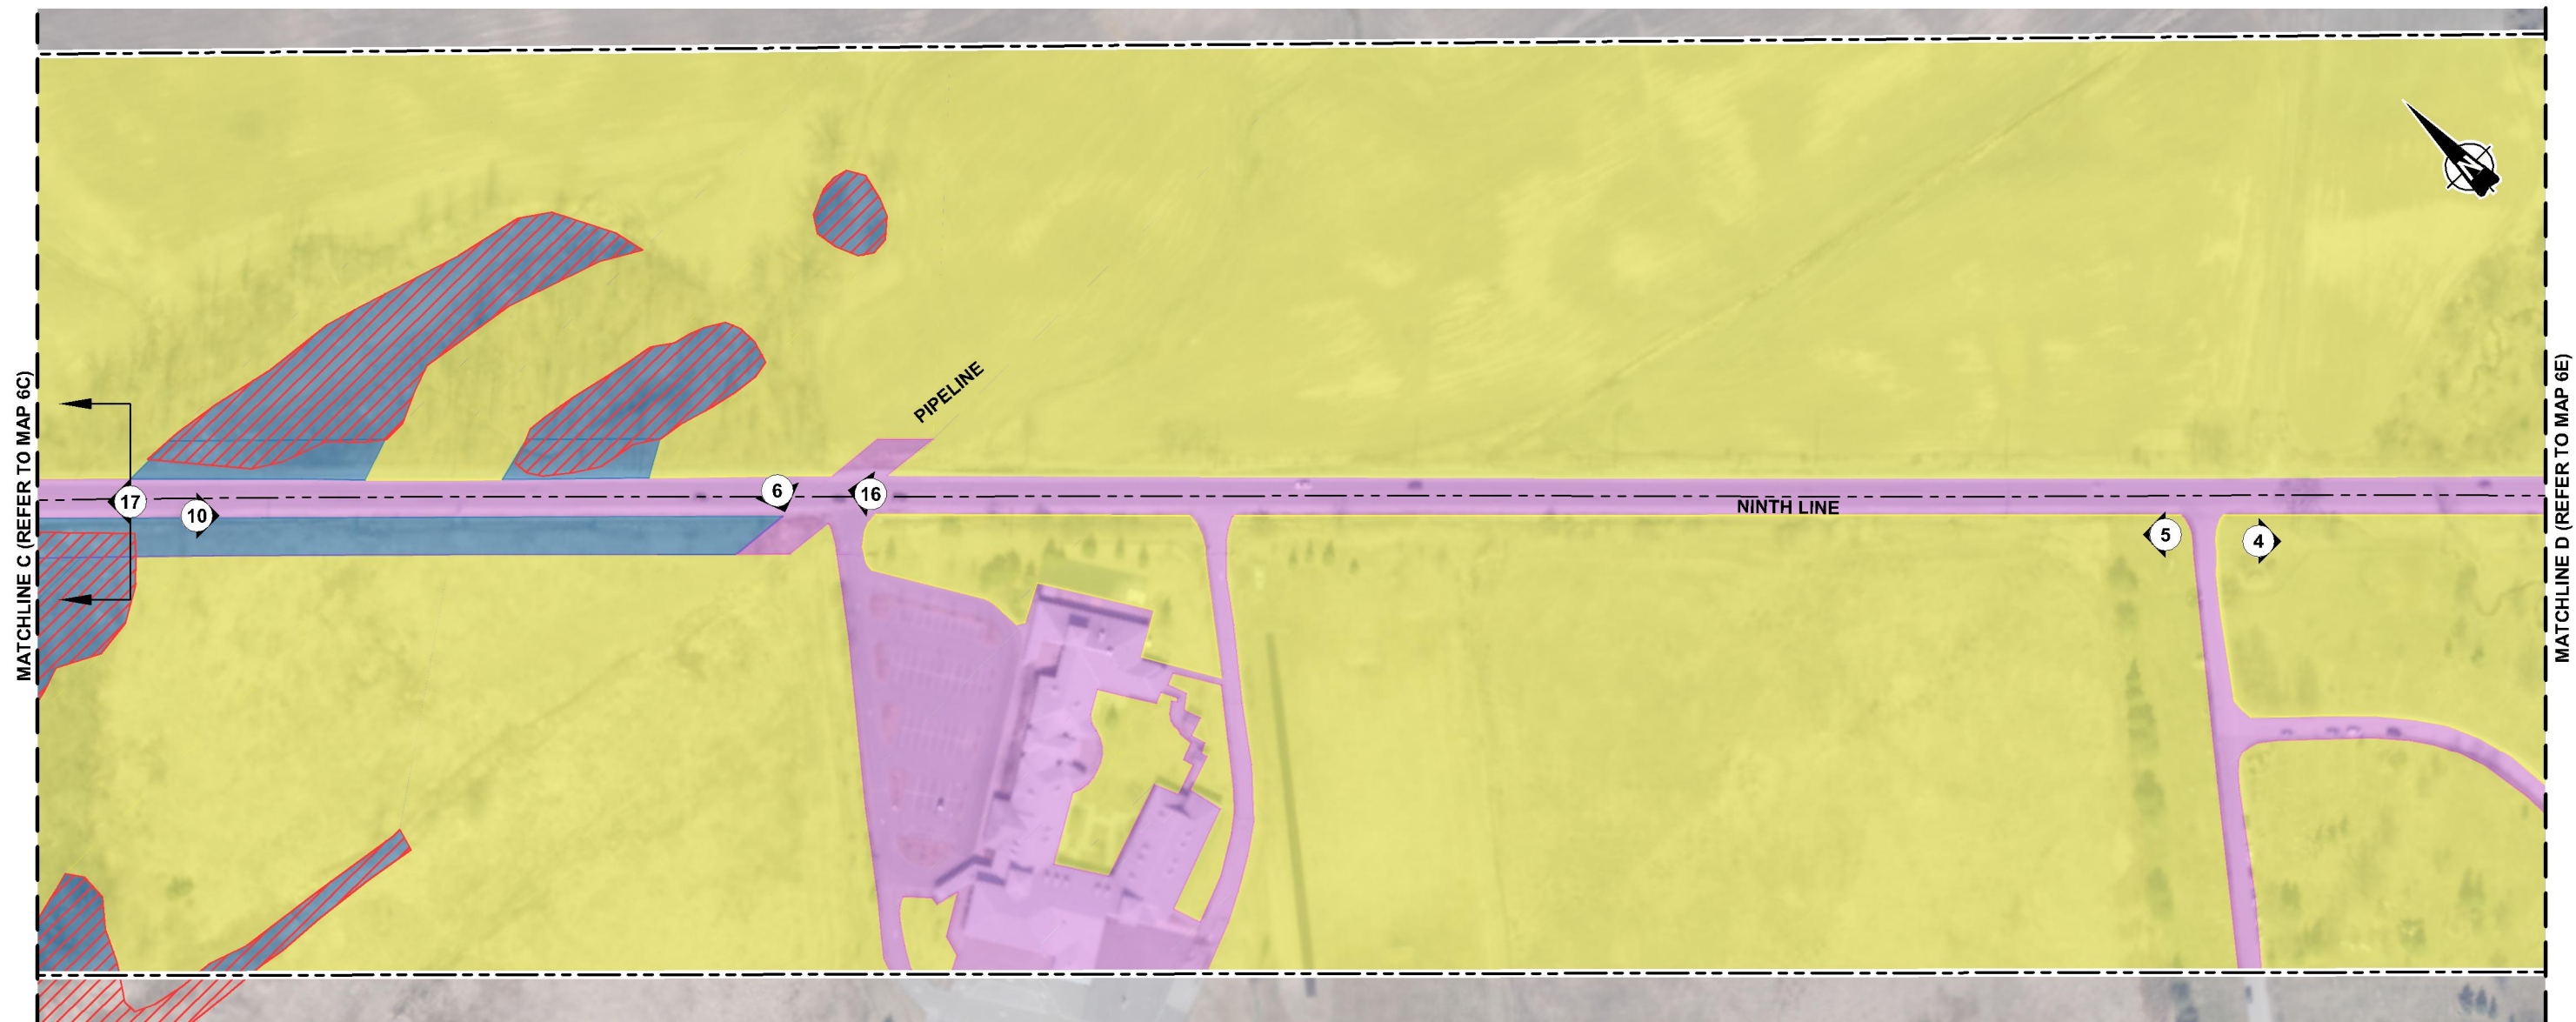 MATCHLINE C (REFER TO MAP 6C)
N
PIPELINE
6
16
17
10
NINTH LINE
5
4
MATCHLINE D (REFER TO MAP 6E)